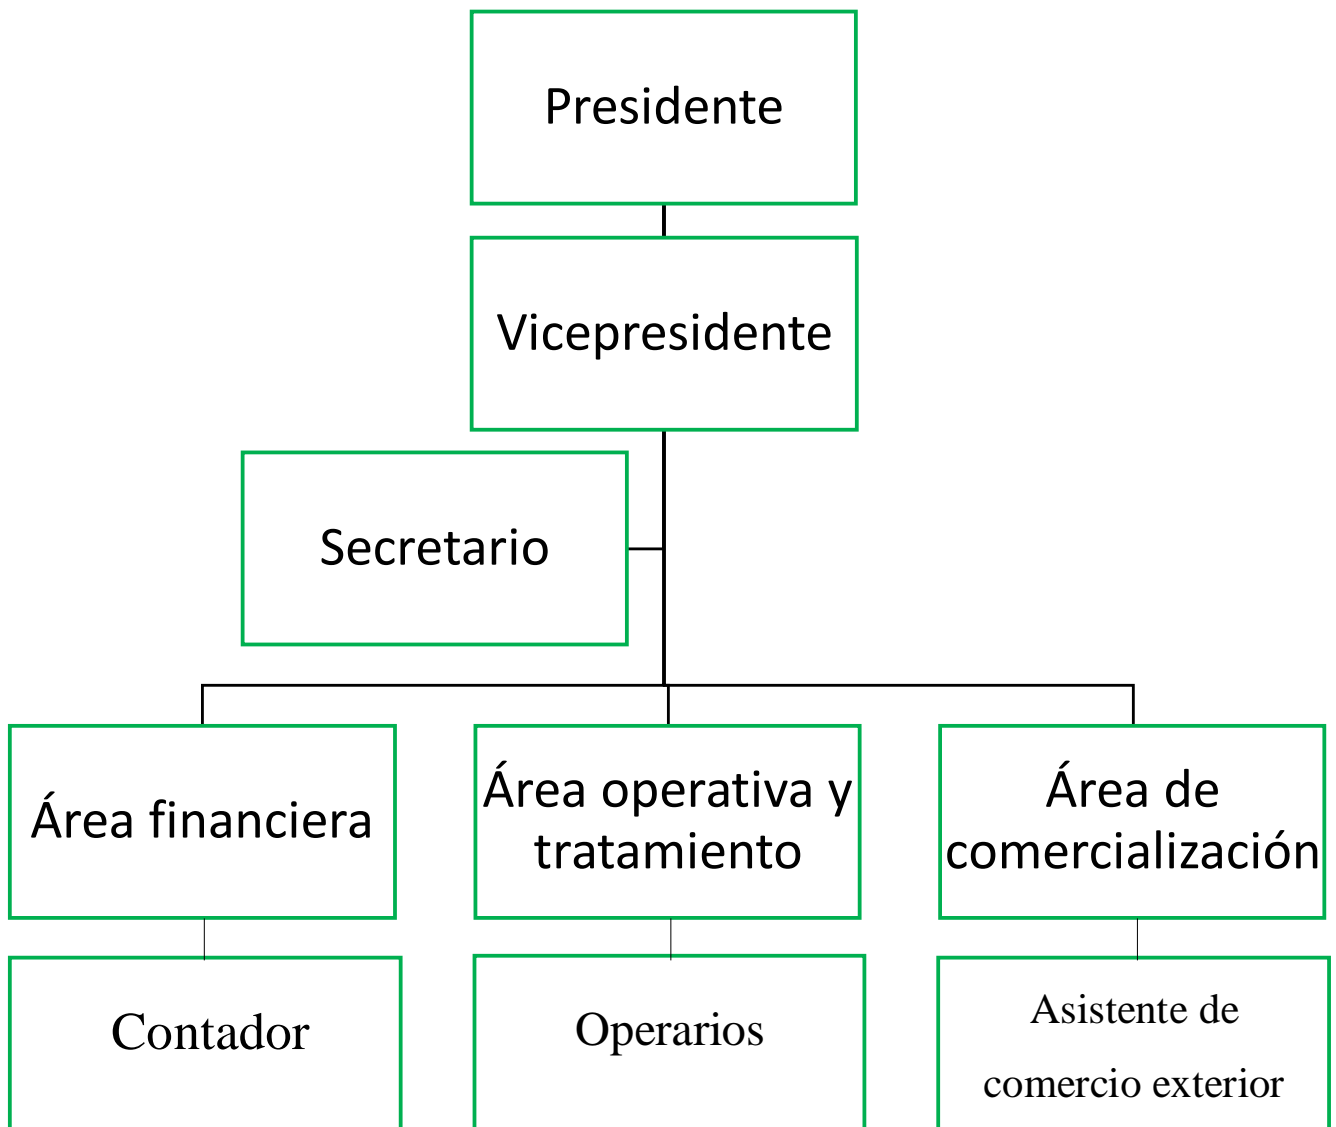 Presidente
Vicepresidente
Secretario
Área financiera
Área operativa y
tratamiento
Área de
comercialización
Contador
Operarios
Asistente de
comercio exterior